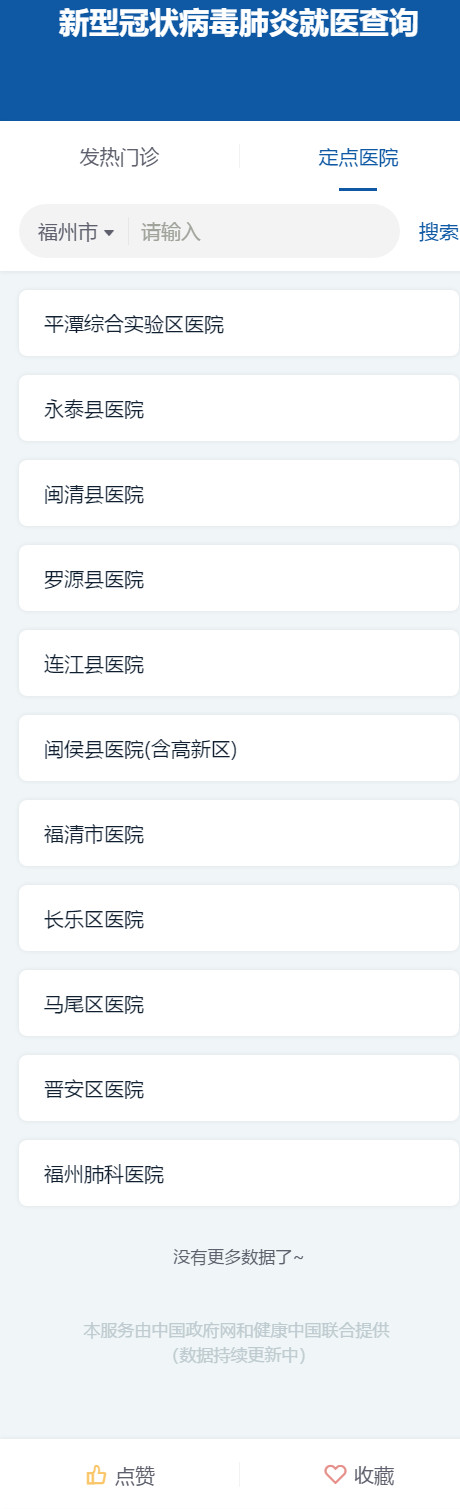 新型冠状病毒肺炎就医查询
发热门诊
定点医院
福州市
请输入
搜索
平潭综合实验区医院
永泰县医院
闽清县医院
罗源县医院
连江县医院
闽侯县医院(含高新区)
福清市医院
长乐区医院
马尾区医院
晋安区医院
福州肺科医院
没有更多数据了~
本服务由中国政府网和健康中国联合提供
（数据持续更新中）
点赞
收藏